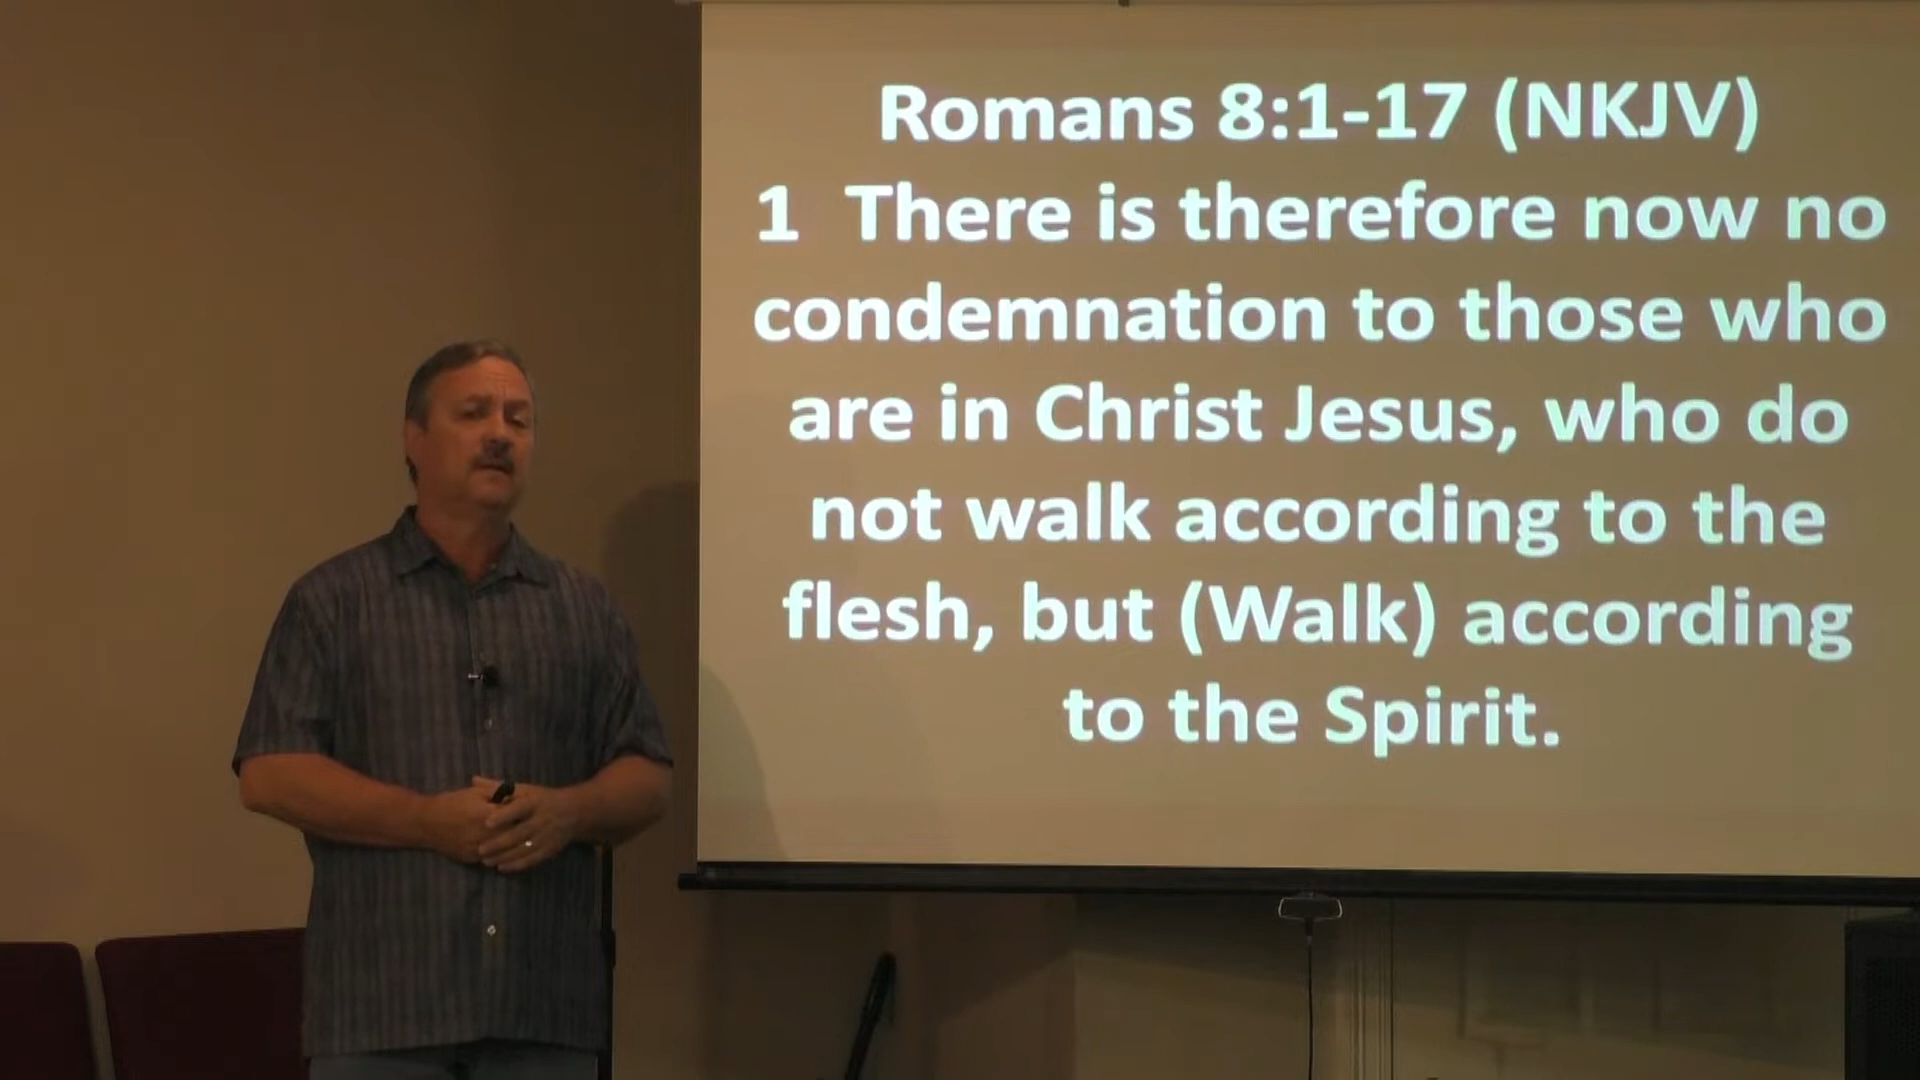 Romans 8:1-17 (NKJV)
1 There is therefore now no
condemnation to those who
are in Christ Jesus, who do
not walk according to the
flesh, but (Walk) according
to the Spirit.